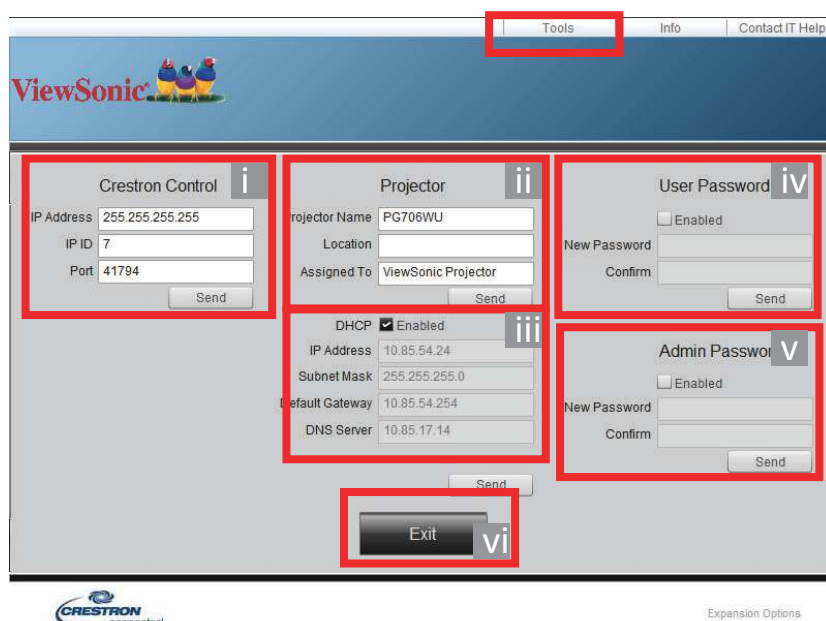 Tools Info Contact IT Help
ViewSonic
i
Crestron Control
IP Address 255.255.255.255
IP ID 7
Port 41794
Send
ii
Projector
Projector Name PG706WU
Location
Assigned To ViewSonic Projector
Send
iii
DHCP Enabled
IP Address 10.85.54.24
Subnet Mask 255.255.255.0
Default Gateway 10.85.54.254
DNS Server 10.85.17.14
Send
iv
User Password
Enabled
New Password
Confirm
Send
v
Admin Password
Enabled
New Password
Confirm
Send
Exit
vi
CRESTRON
connected
Expansion Options